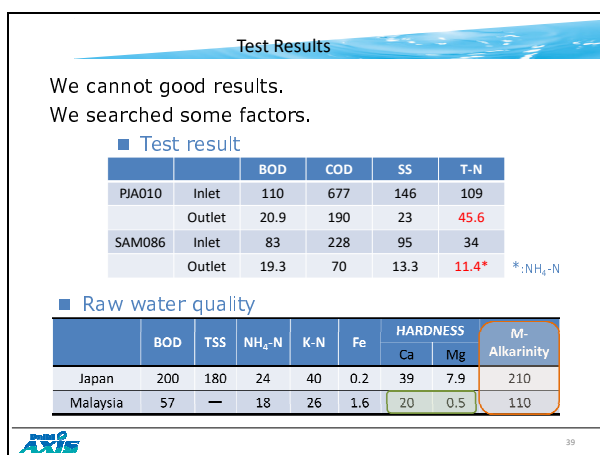 Test Results
We cannot good results.
We searched some factors.
■ Test result
BOD COD SS T-N
PJA010 Inlet 110 677 146 109
Outlet 20.9 190 23 45.6
SAM086 Inlet 83 228 95 34
Outlet 19.3 70 13.3 11.4* *:NH₄-N
■ Raw water quality
BOD TSS NH₄-N K-N Fe HARDNESS M-Alkarinity
Ca Mg
Japan 200 180 24 40 0.2 39 7.9 210
Malaysia 57 — 18 26 1.6 20 0.5 110
Daiki AXIS
39